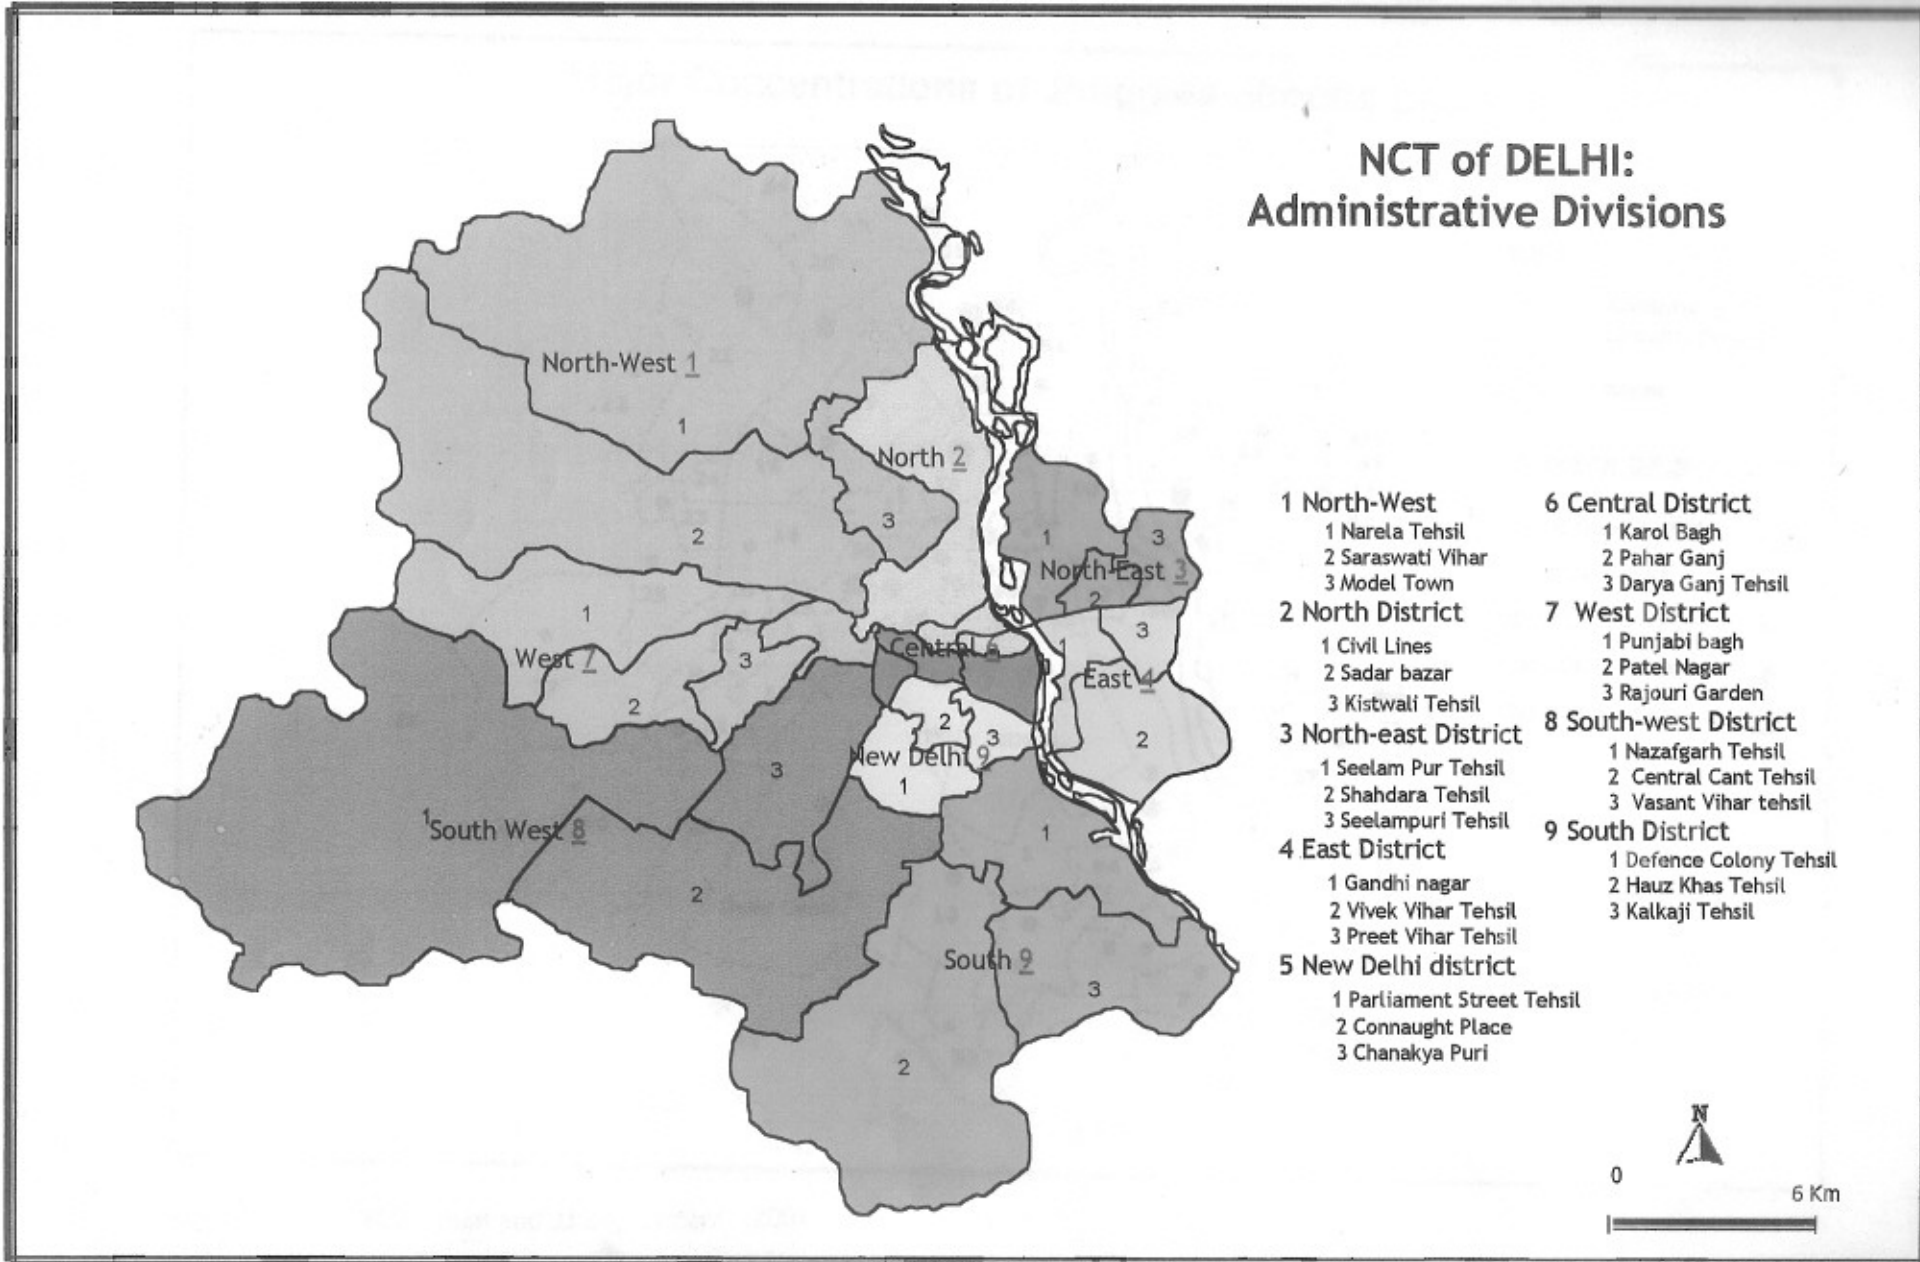 NCT of DELHI:
Administrative Divisions
North-West 1
1
2
North 2
3
1
3
North-East 3
2
1
West 7
2
3
Central 6
1
3
East 4
2
New Delhi 9
2
3
1
3
1South West 8
2
1
South 9
3
2
1 North-West
1 Narela Tehsil
2 Saraswati Vihar
3 Model Town
2 North District
1 Civil Lines
2 Sadar bazar
3 Kistwali Tehsil
3 North-east District
1 Seelam Pur Tehsil
2 Shahdara Tehsil
3 Seelampuri Tehsil
4 East District
1 Gandhi nagar
2 Vivek Vihar Tehsil
3 Preet Vihar Tehsil
5 New Delhi district
1 Parliament Street Tehsil
2 Connaught Place
3 Chanakya Puri
6 Central District
1 Karol Bagh
2 Pahar Ganj
3 Darya Ganj Tehsil
7 West District
1 Punjabi bagh
2 Patel Nagar
3 Rajouri Garden
8 South-west District
1 Nazafgarh Tehsil
2 Central Cant Tehsil
3 Vasant Vihar tehsil
9 South District
1 Defence Colony Tehsil
2 Hauz Khas Tehsil
3 Kalkaji Tehsil
N
0
6 Km